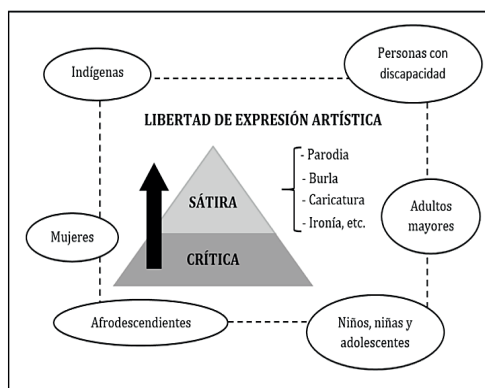 Indígenas
Personas con
discapacidad
LIBERTAD DE EXPRESIÓN ARTÍSTICA
- Parodia
- Burla
- Caricatura
- Ironía, etc.
SÁTIRA
CRÍTICA
Mujeres
Adultos
mayores
Afrodescendientes
Niños, niñas y
adolescentes